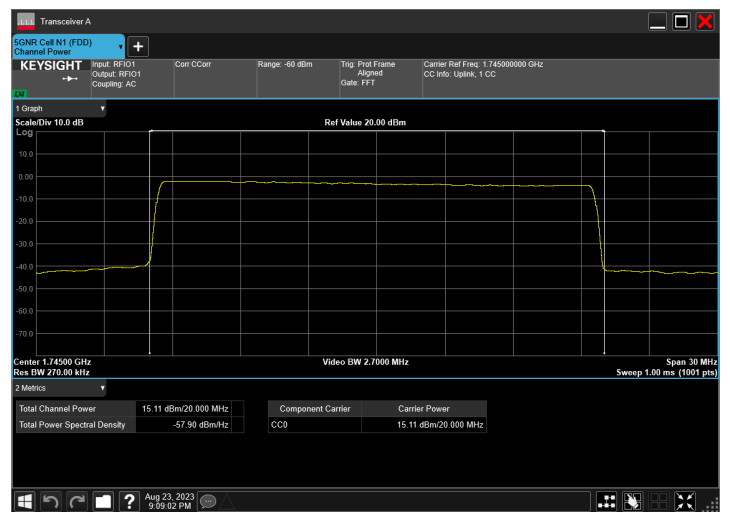 Transceiver A
5GNR Cell N1 (FDD)
Channel Power
KEYSIGHT
Input: RFIO1
Output: RFIO1
Coupling: AC
Corr CCorr
Range: -60 dBm
Trig: Prot Frame
Aligned
Gate: FFT
Carrier Ref Freq: 1.745000000 GHz
CC Info: Uplink, 1 CC
LXI
1 Graph
Scale/Div 10.0 dB
Ref Value 20.00 dBm
Log
10.0
0.00
-10.0
-20.0
-30.0
-40.0
-50.0
-60.0
-70.0
Center 1.74500 GHz
Video BW 2.7000 MHz
Span 30 MHz
Res BW 270.00 kHz
Sweep 1.00 ms (1001 pts)
2 Metrics
Total Channel Power 15.11 dBm/20.000 MHz
Total Power Spectral Density -57.90 dBm/Hz
Component Carrier Carrier Power
CC0 15.11 dBm/20.000 MHz
?
Aug 23, 2023
9:09:02 PM